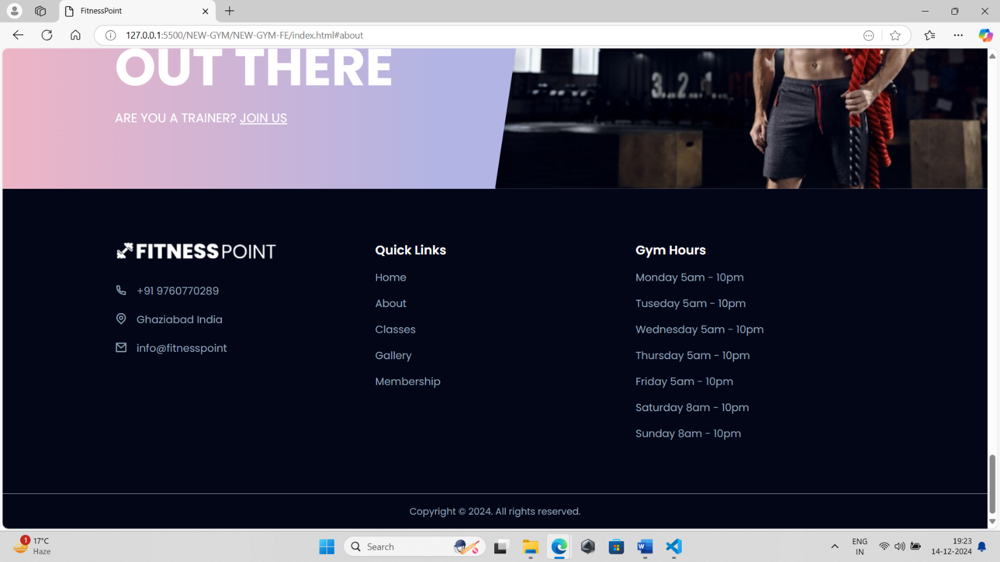 FitnessPoint
127.0.0.1:5500/NEW-GYM/NEW-GYM-FE/index.html#about
OUT THERE
ARE YOU A TRAINER? JOIN US
3..2..1..
FITNESS POINT
+91 9760770289
Ghaziabad India
info@fitnesspoint
Quick Links
Home
About
Classes
Gallery
Membership
Gym Hours
Monday 5am - 10pm
Tuseday 5am - 10pm
Wednesday 5am - 10pm
Thursday 5am - 10pm
Friday 5am - 10pm
Saturday 8am - 10pm
Sunday 8am - 10pm
Copyright © 2024. All rights reserved.
1
17°C
Haze
Search
ENG
IN
19:23
14-12-2024